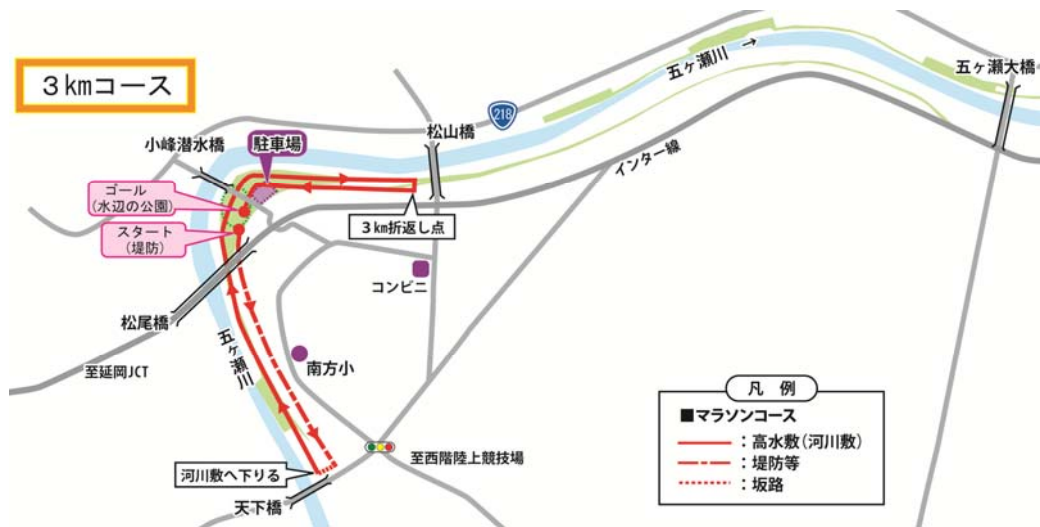 3kmコース
五ヶ瀬川 →
五ヶ瀬大橋
218
松山橋
小峰潜水橋
駐車場
インター線
ゴール
(水辺の公園)
3km折返し点
スタート
(堤防)
コンビニ
松尾橋
五ヶ瀬川
南方小
至延岡JCT
凡 例
■マラソンコース
:高水敷(河川敷)
:堤防等
:坂路
至西階陸上競技場
河川敷へ下りる
天下橋